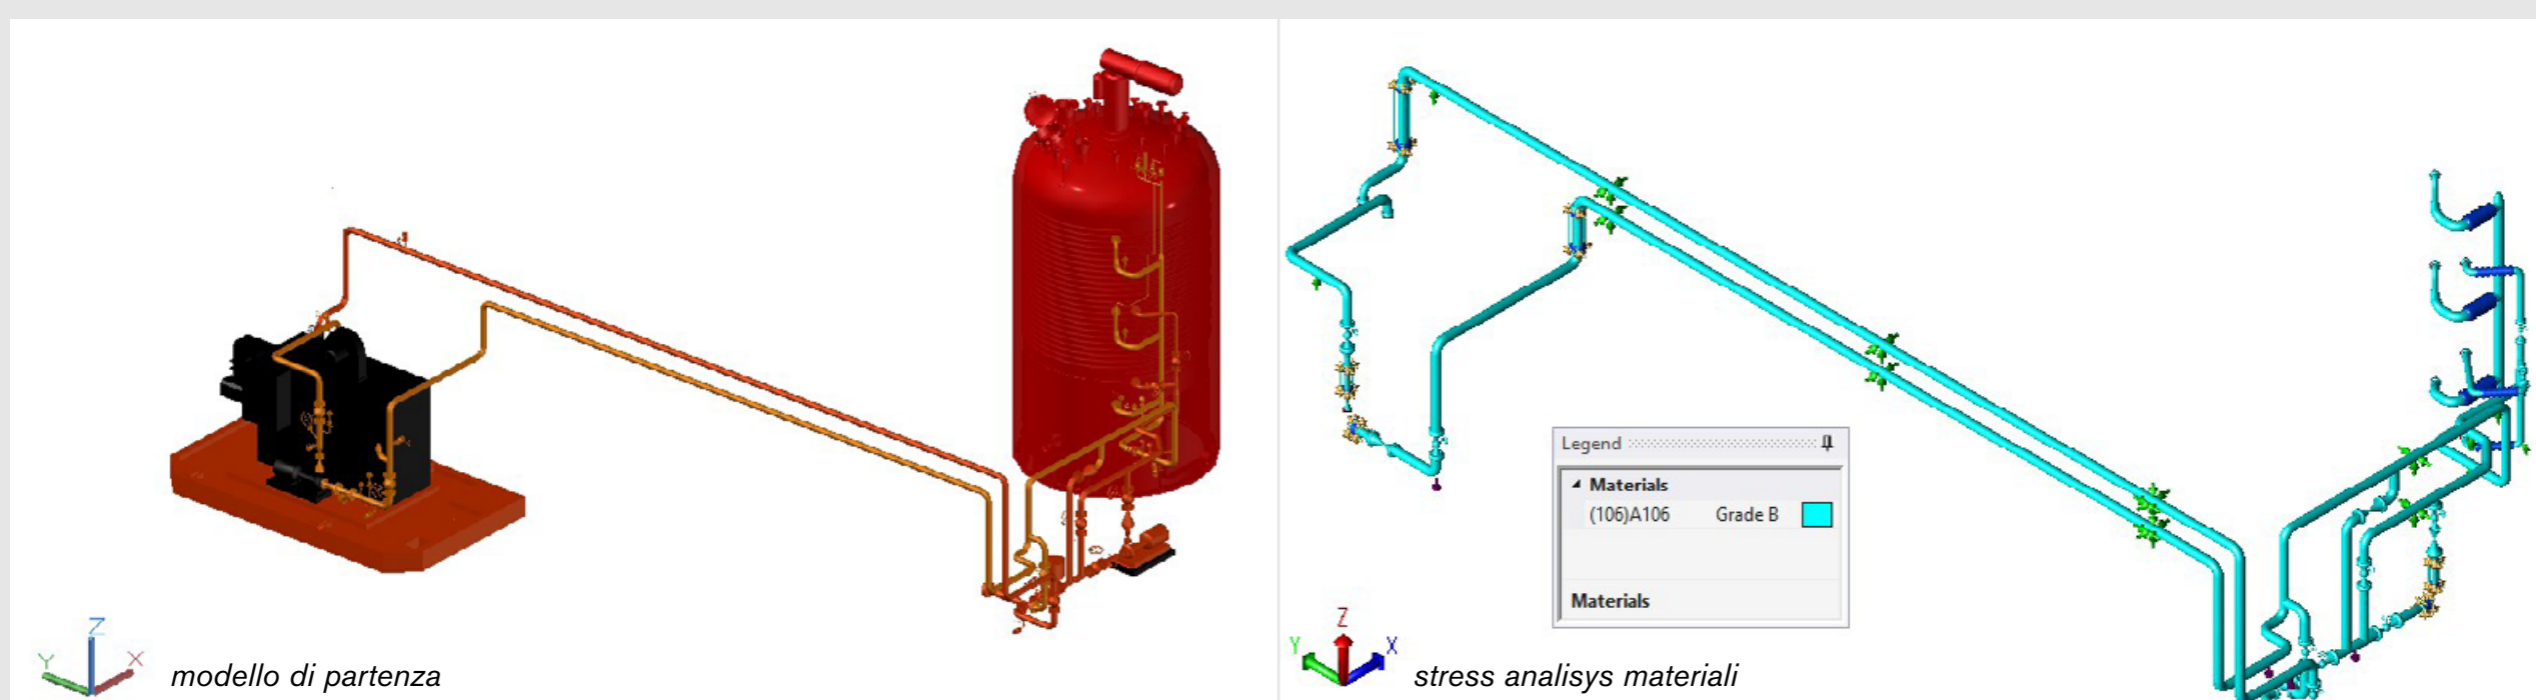 Z
Y
X
modello di partenza
Legend
Materials
(106)A106 Grade B
Materials
Z
Y
X
stress analisys materiali